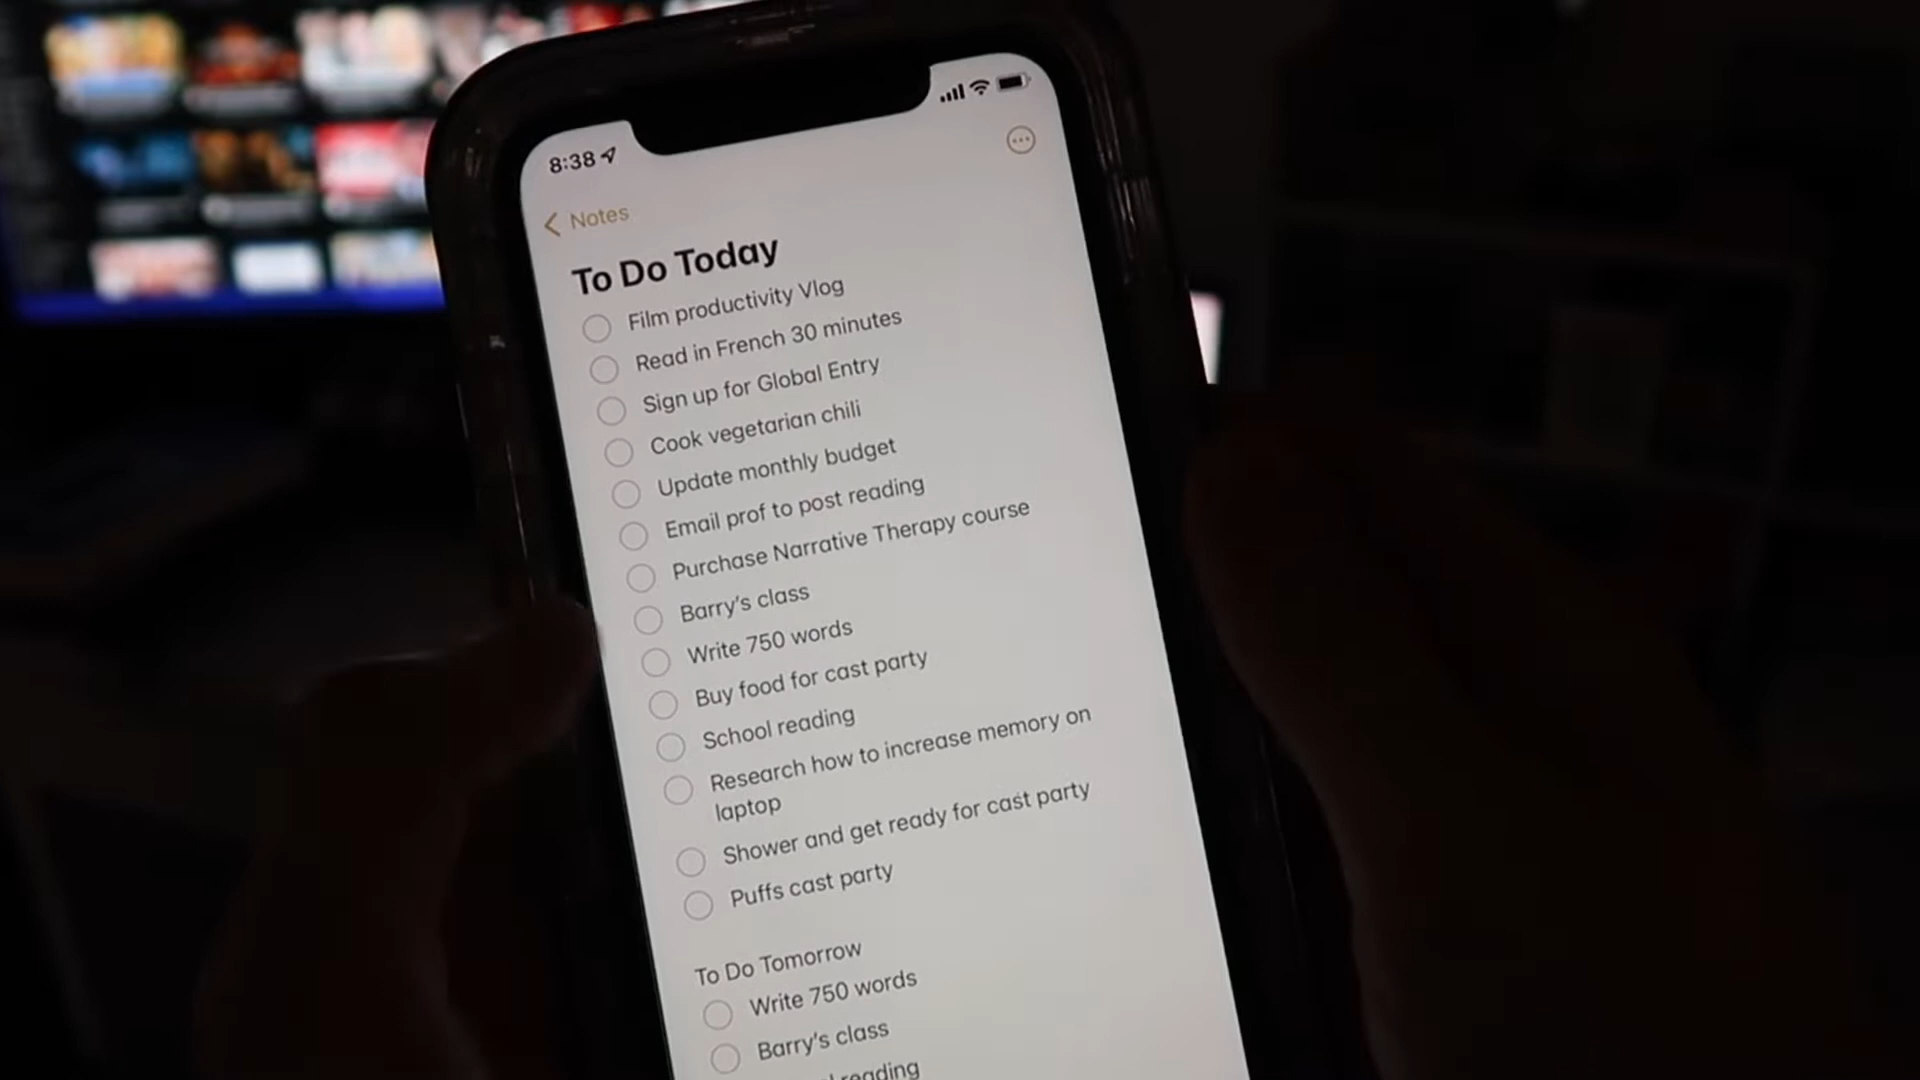 8:38
Notes
To Do Today
Film productivity Vlog
Read in French 30 minutes
Sign up for Global Entry
Cook vegetarian chili
Update monthly budget
Email prof to post reading
Purchase Narrative Therapy course
Barry's class
Write 750 words
Buy food for cast party
School reading
Research how to increase memory on
laptop
Shower and get ready for cast party
Puffs cast party
To Do Tomorrow
Write 750 words
Barry's class
reading